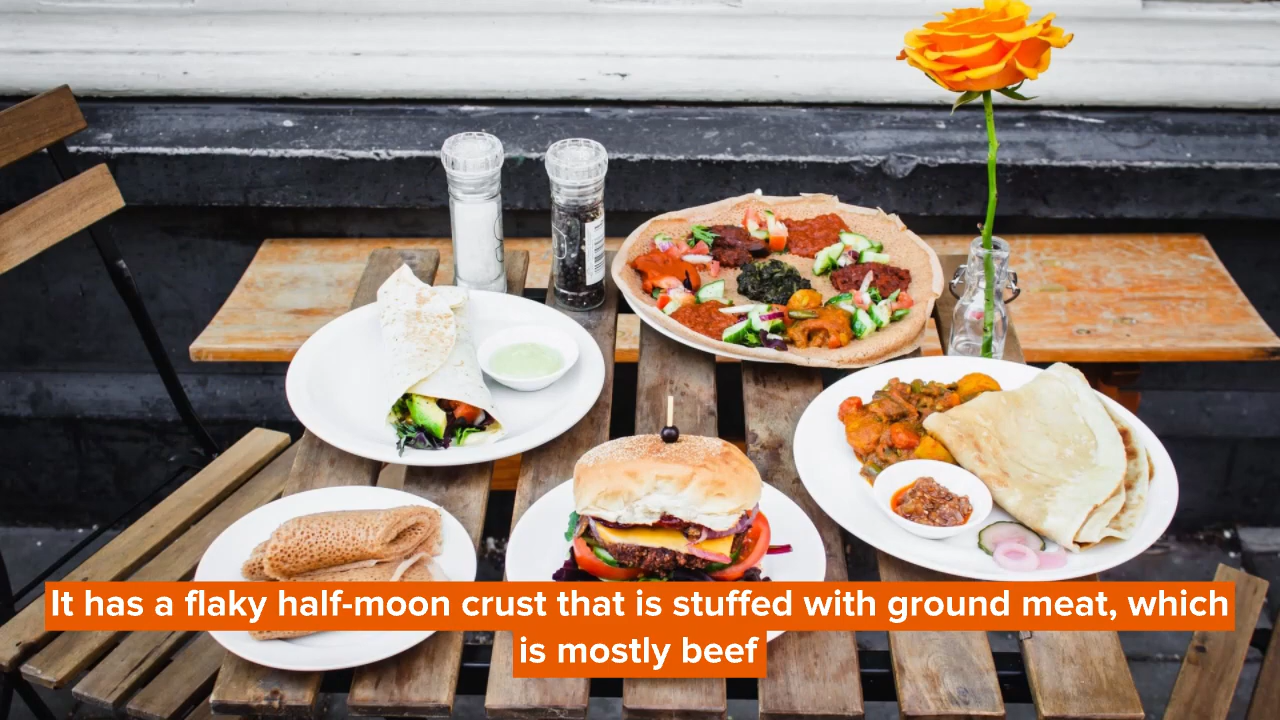 It has a flaky half-moon crust that is stuffed with ground meat, which
is mostly beef